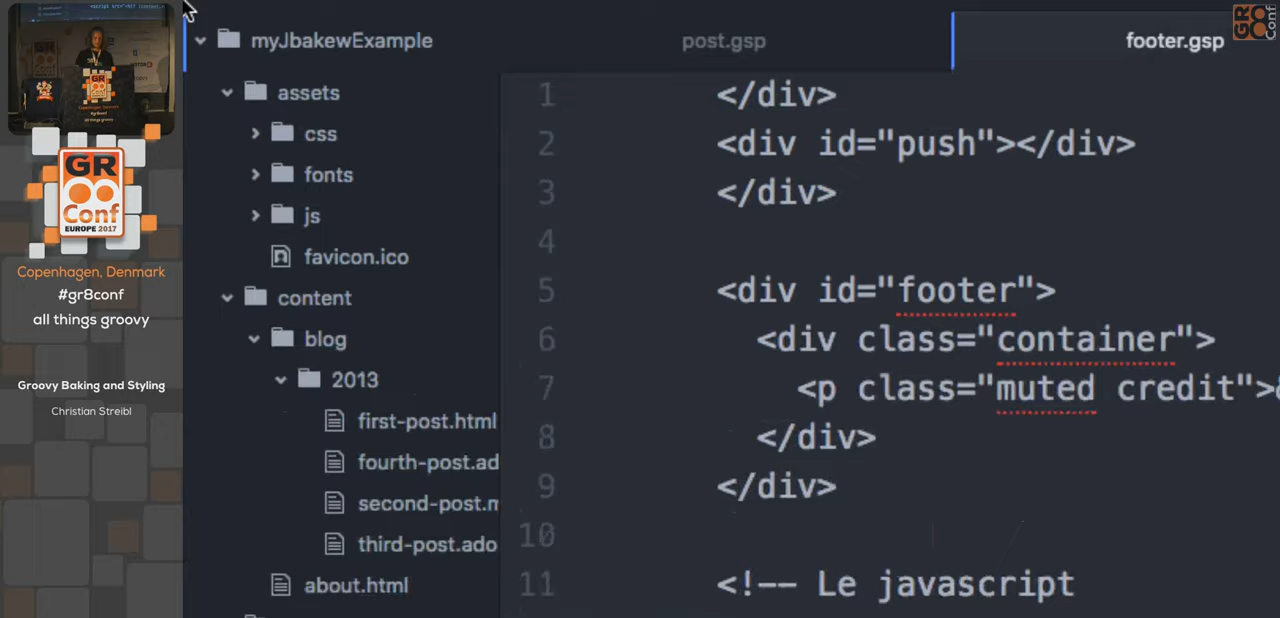 GR
Conf
EUROPE 2017
Copenhagen, Denmark
#gr8conf
all things groovy
Groovy Baking and Styling
Christian Streibl
myJbakewExample
assets
css
fonts
js
favicon.ico
content
blog
2013
first-post.html
fourth-post.ad
second-post.m
third-post.ado
about.html
post.gsp
footer.gsp
GR
Conf
1 </div>
2 <div id="push"></div>
3 </div>
4
5 <div id="footer">
6 <div class="container">
7 <p class="muted credit">&
8 </div>
9 </div>
10
11 <!-- Le javascript